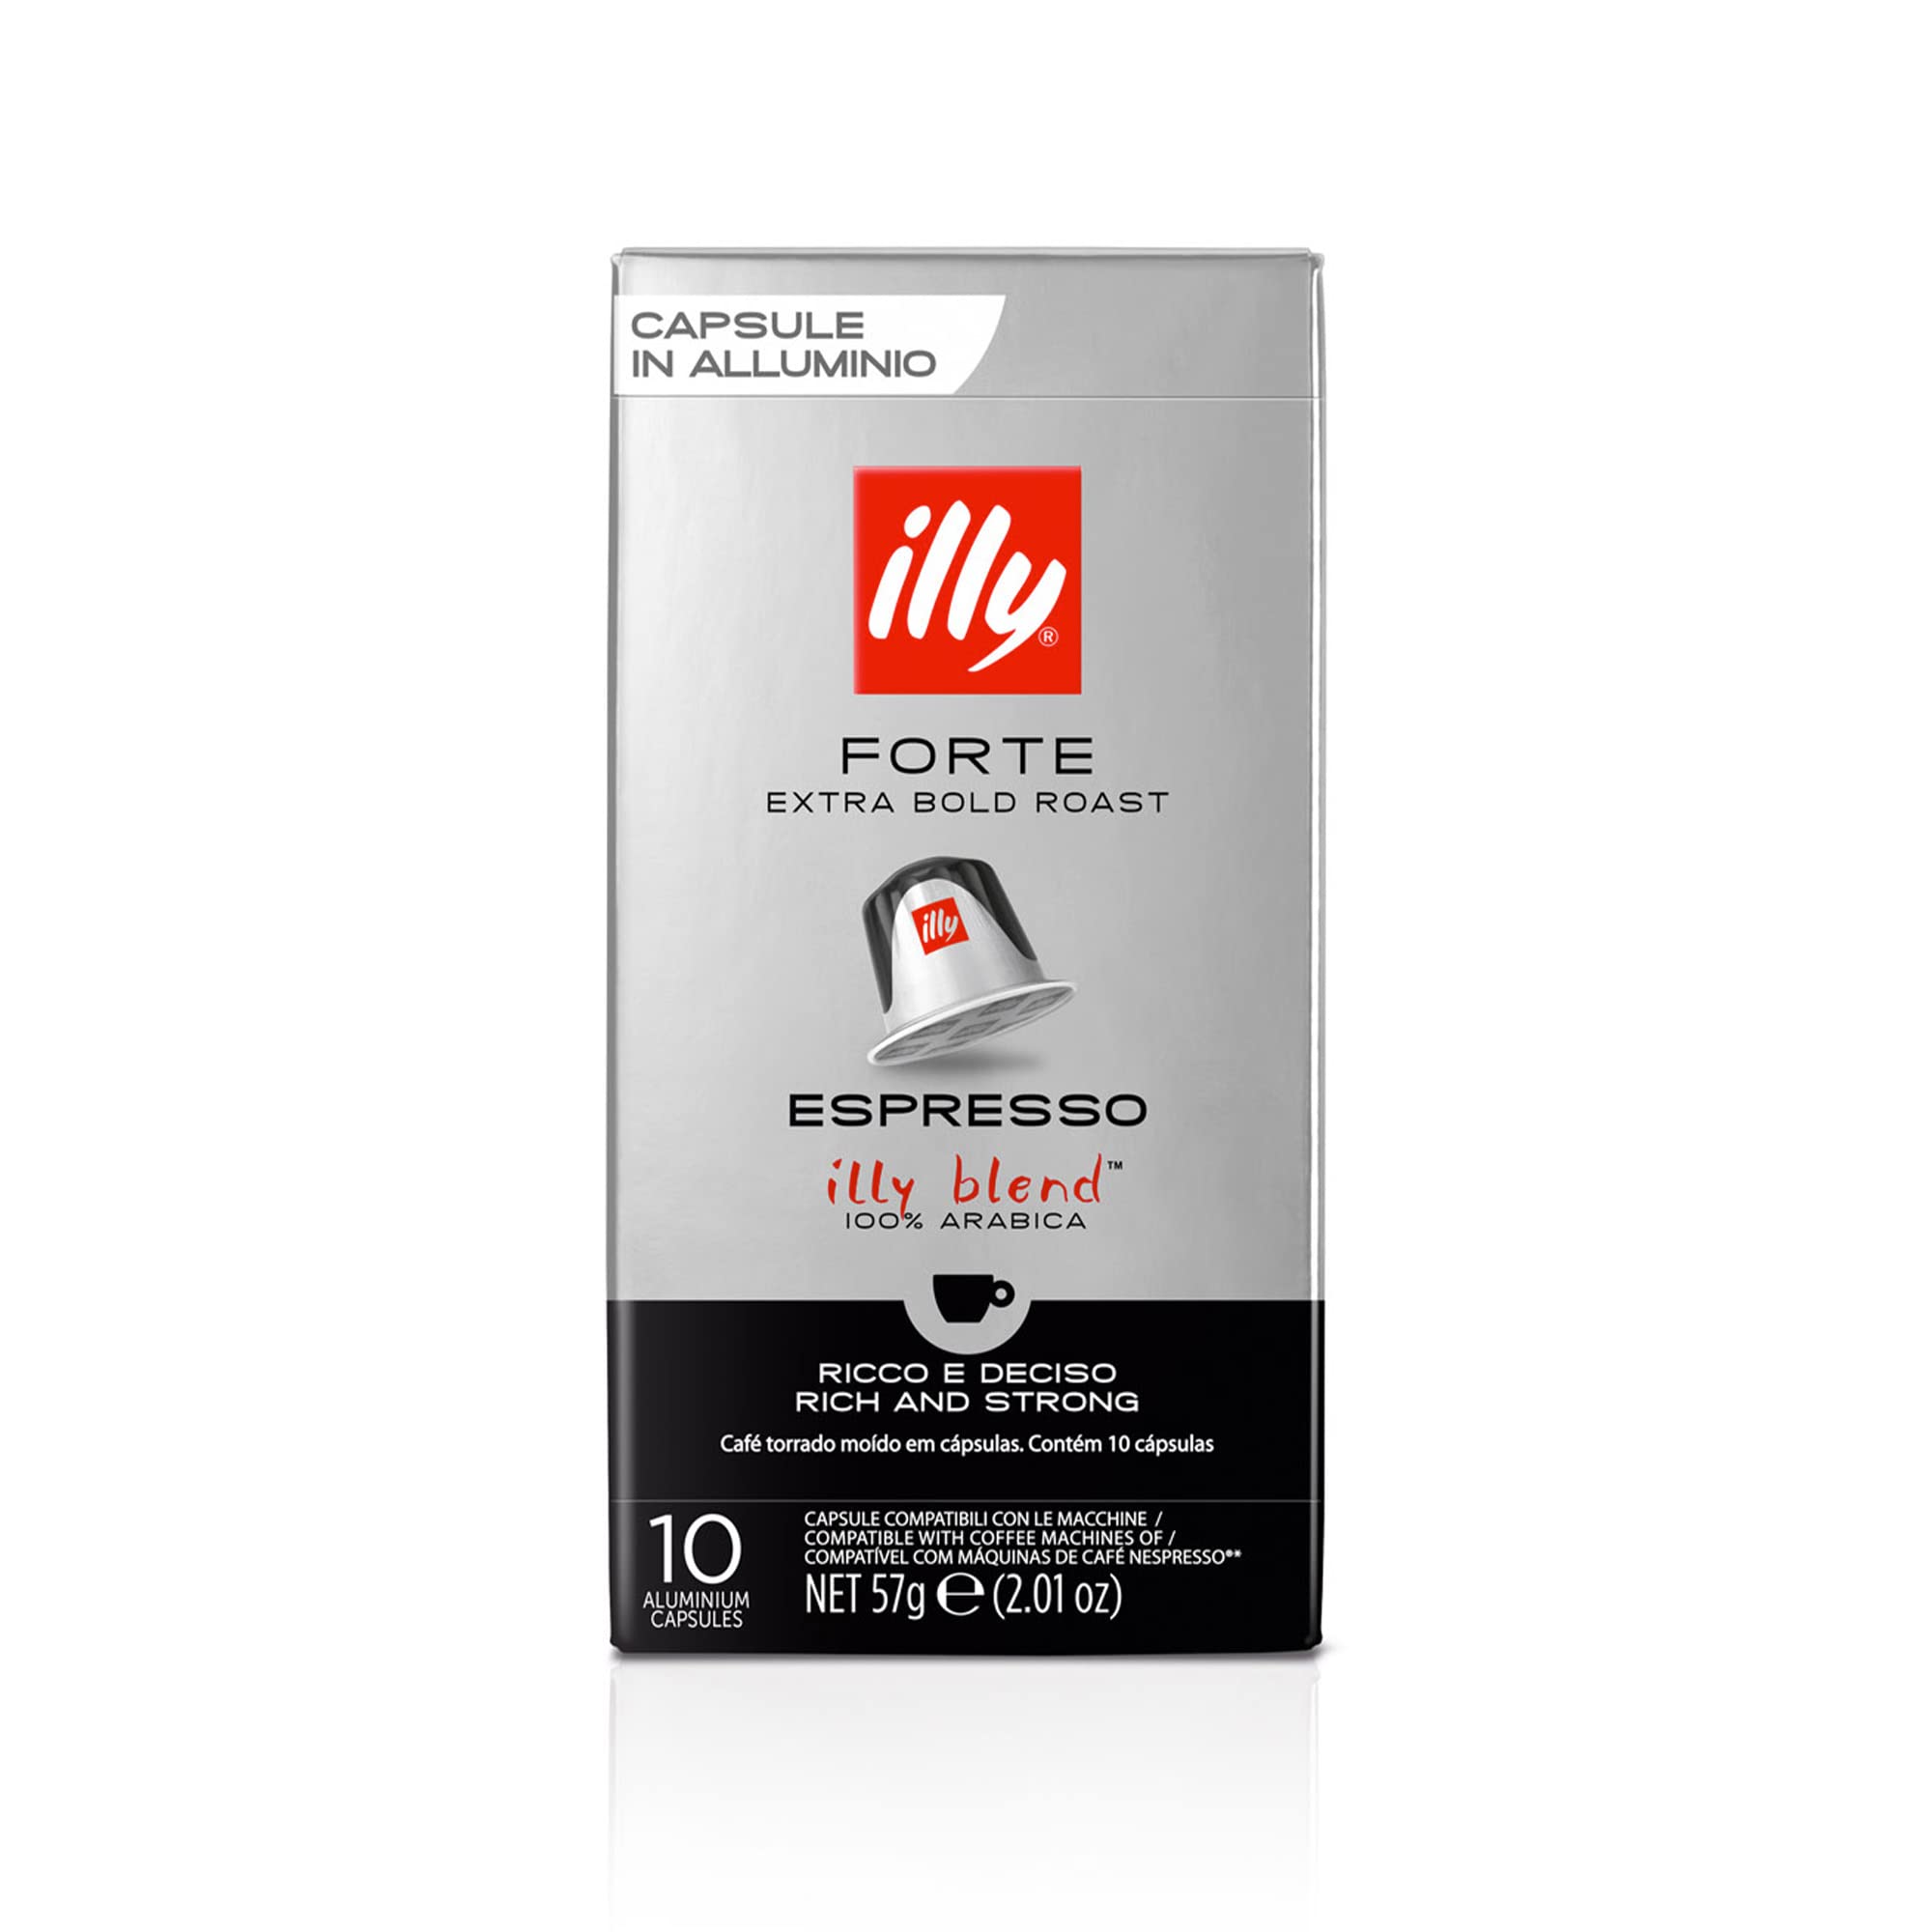 CAPSULE
IN ALLUMINIO
illy®
FORTE
EXTRA BOLD ROAST
illy
ESPRESSO
illy blend™
100% ARABICA
RICCO E DECISO
RICH AND STRONG
Café torrado moído em cápsulas. Contém 10 cápsulas
10
ALUMINIUM
CAPSULES
CAPSULE COMPATIBILI CON LE MACCHINE /
COMPATIBLE WITH COFFEE MACHINES OF /
COMPATÍVEL COM MÁQUINAS DE CAFÉ NESPRESSO®*
NET 57g ℮ (2.01 oz)